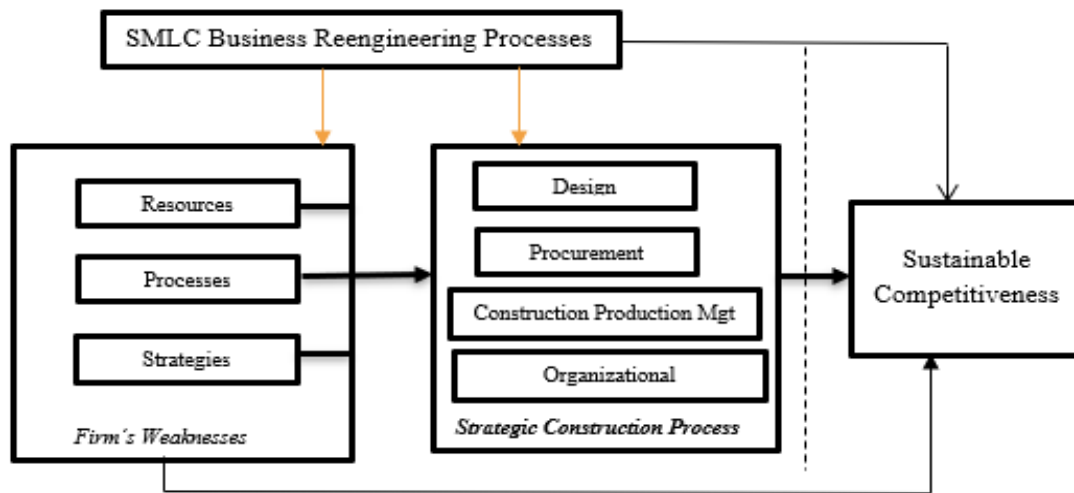 SMLC Business Reengineering Processes
Resources
Processes
Strategies
Firm´s Weaknesses
Design
Procurement
Construction Production Mgt
Organizational
Strategic Construction Process
Sustainable
Competitiveness